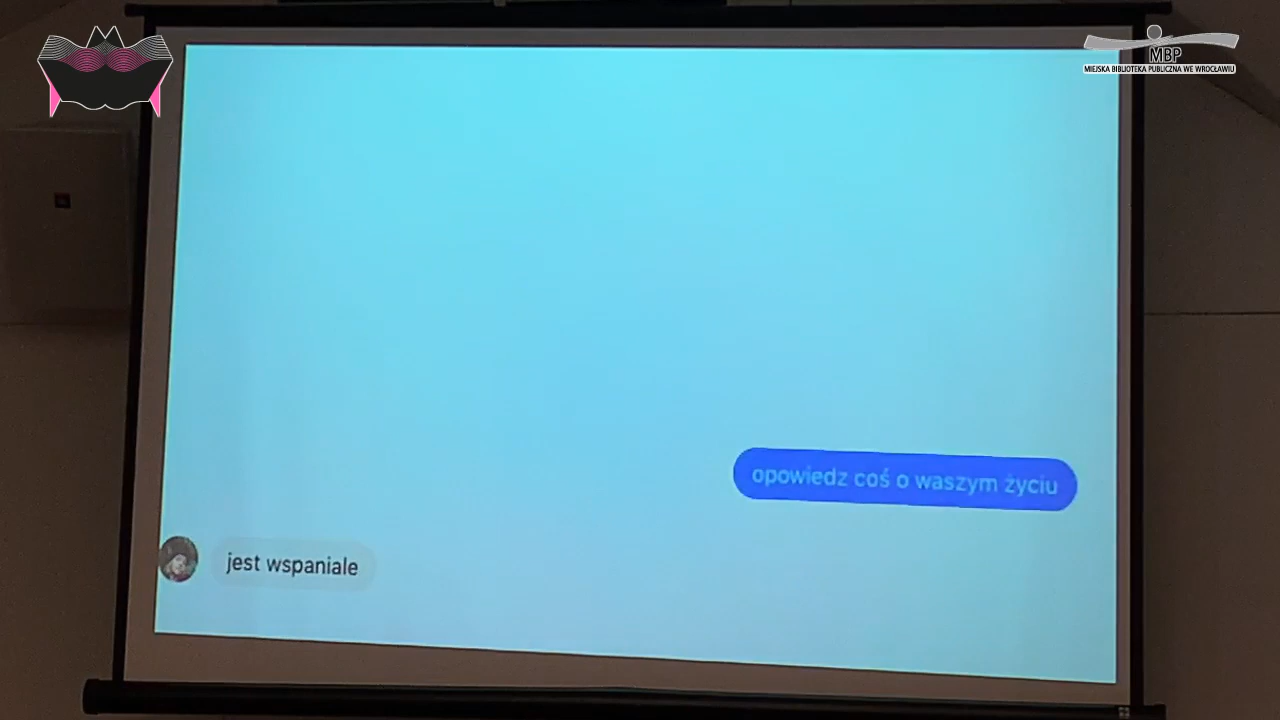 MBP
MIEJSKA BIBLIOTEKA PUBLICZNA WE WROCŁAWIU
opowiedz coś o waszym życiu
jest wspaniale